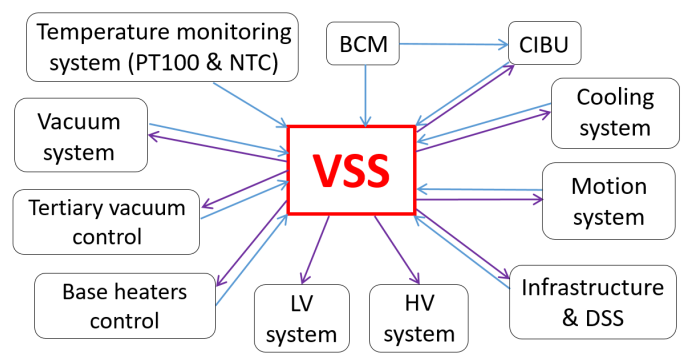 Temperature monitoring
system (PT100 & NTC)
BCM
CIBU
Cooling
system
Vacuum
system
VSS
Motion
system
Tertiary vacuum
control
Base heaters
control
LV
system
HV
system
Infrastructure
& DSS